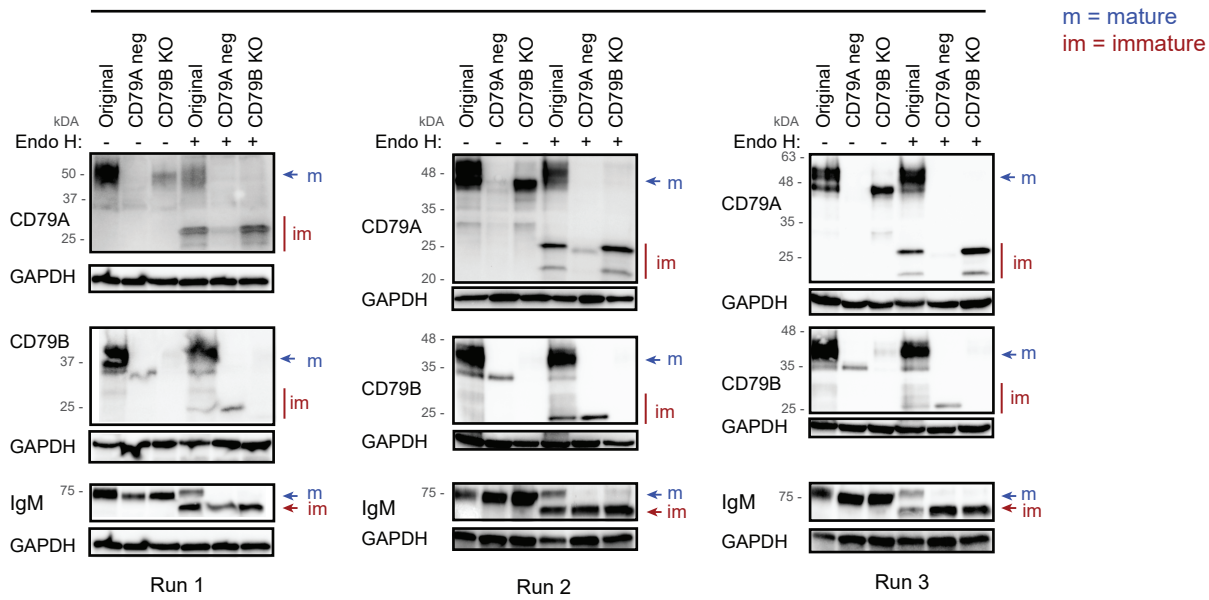 m = mature
im = immature
Original
CD79A neg
CD79B KO
Original
CD79A neg
CD79B KO
kDA
Endo H: - - - + + +
50 -
37 -
25 -
CD79A
m
im
GAPDH
CD79B
37 -
25 -
m
im
GAPDH
75 -
IgM
m
im
GAPDH
Run 1
Original
CD79A neg
CD79B KO
Original
CD79A neg
CD79B KO
kDA
Endo H: - - - + + +
48 -
35 -
25 -
20 -
CD79A
m
im
GAPDH
48 -
35 -
25 -
CD79B
m
im
GAPDH
75 -
IgM
m
im
GAPDH
Run 2
Original
CD79A neg
CD79B KO
Original
CD79A neg
CD79B KO
kDA
Endo H: - - - + + +
63 -
48 -
35 -
25 -
CD79A
m
im
GAPDH
48 -
35 -
25 -
CD79B
m
im
GAPDH
75 -
IgM
m
im
GAPDH
Run 3